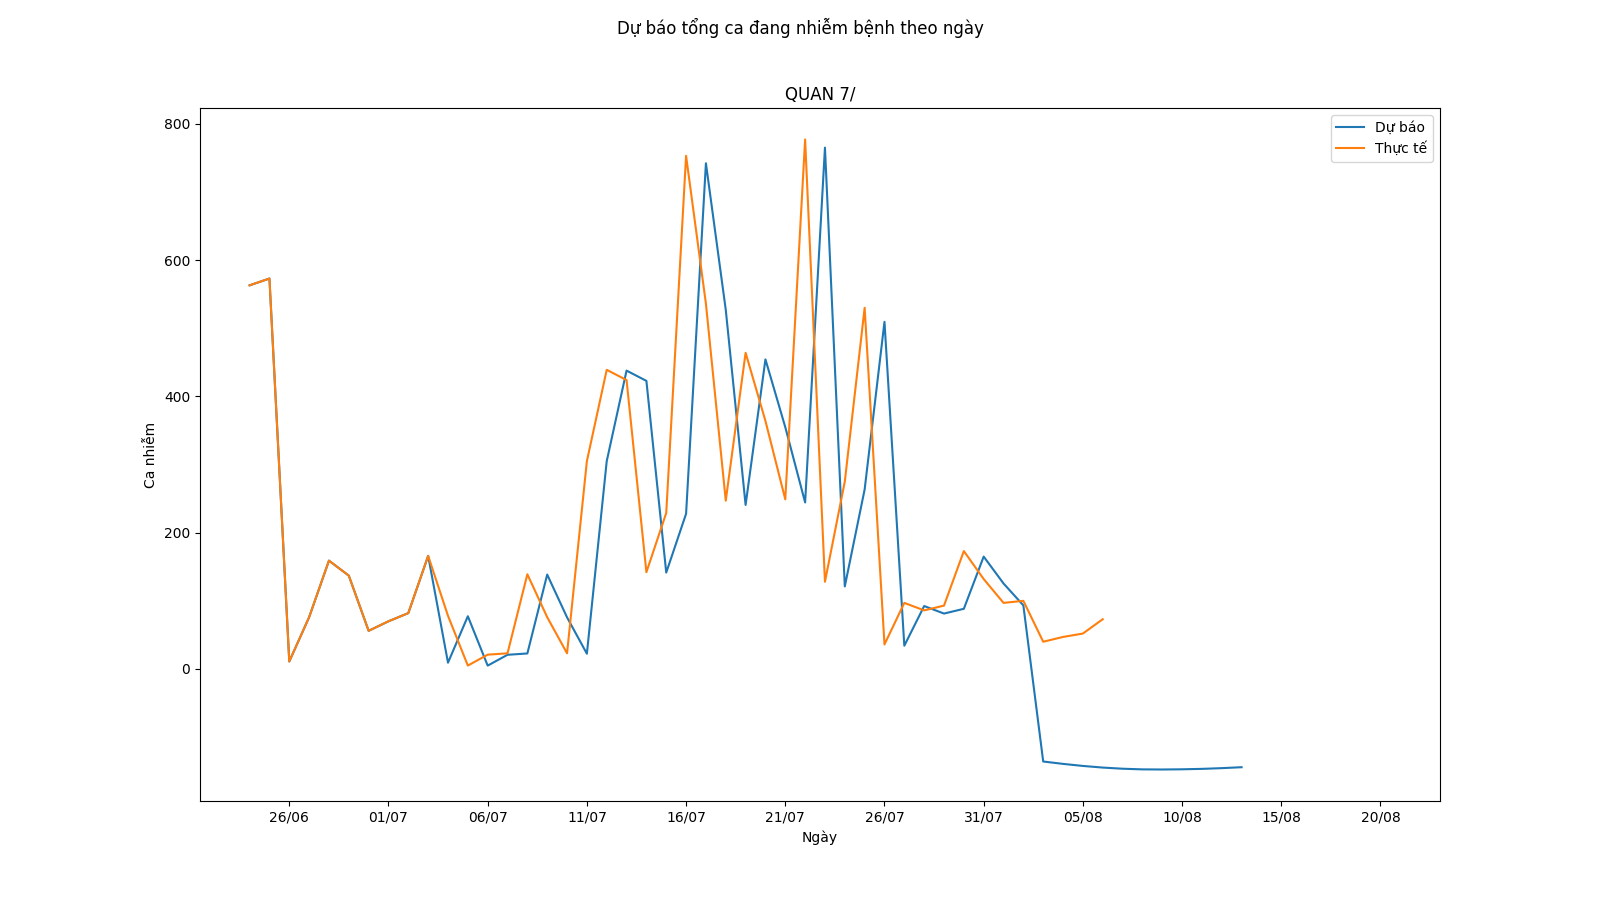 Dự báo tổng ca đang nhiễm bệnh theo ngày
QUAN 7/
Dự báo
Thực tế
800
600
400
200
0
Ca nhiễm
26/06 01/07 06/07 11/07 16/07 21/07 26/07 31/07 05/08 10/08 15/08 20/08
Ngày